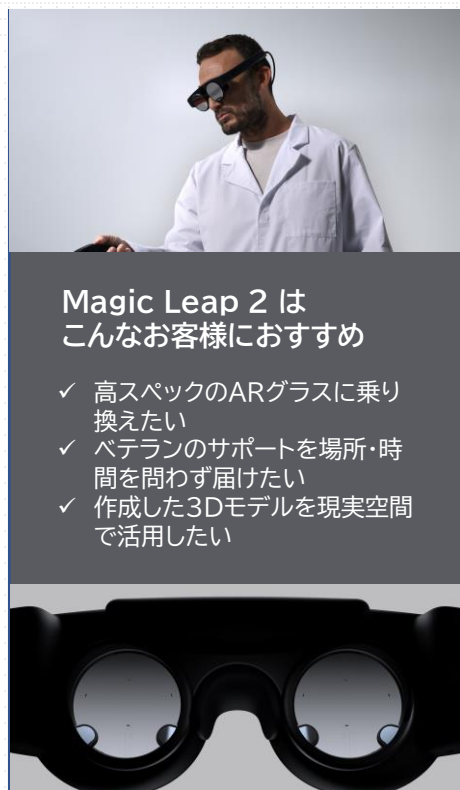 Magic Leap 2 は
こんなお客様におすすめ
✓ 高スペックのARグラスに乗り
換えたい
✓ ベテランのサポートを場所・時
間を問わず届けたい
✓ 作成した3Dモデルを現実空間
で活用したい